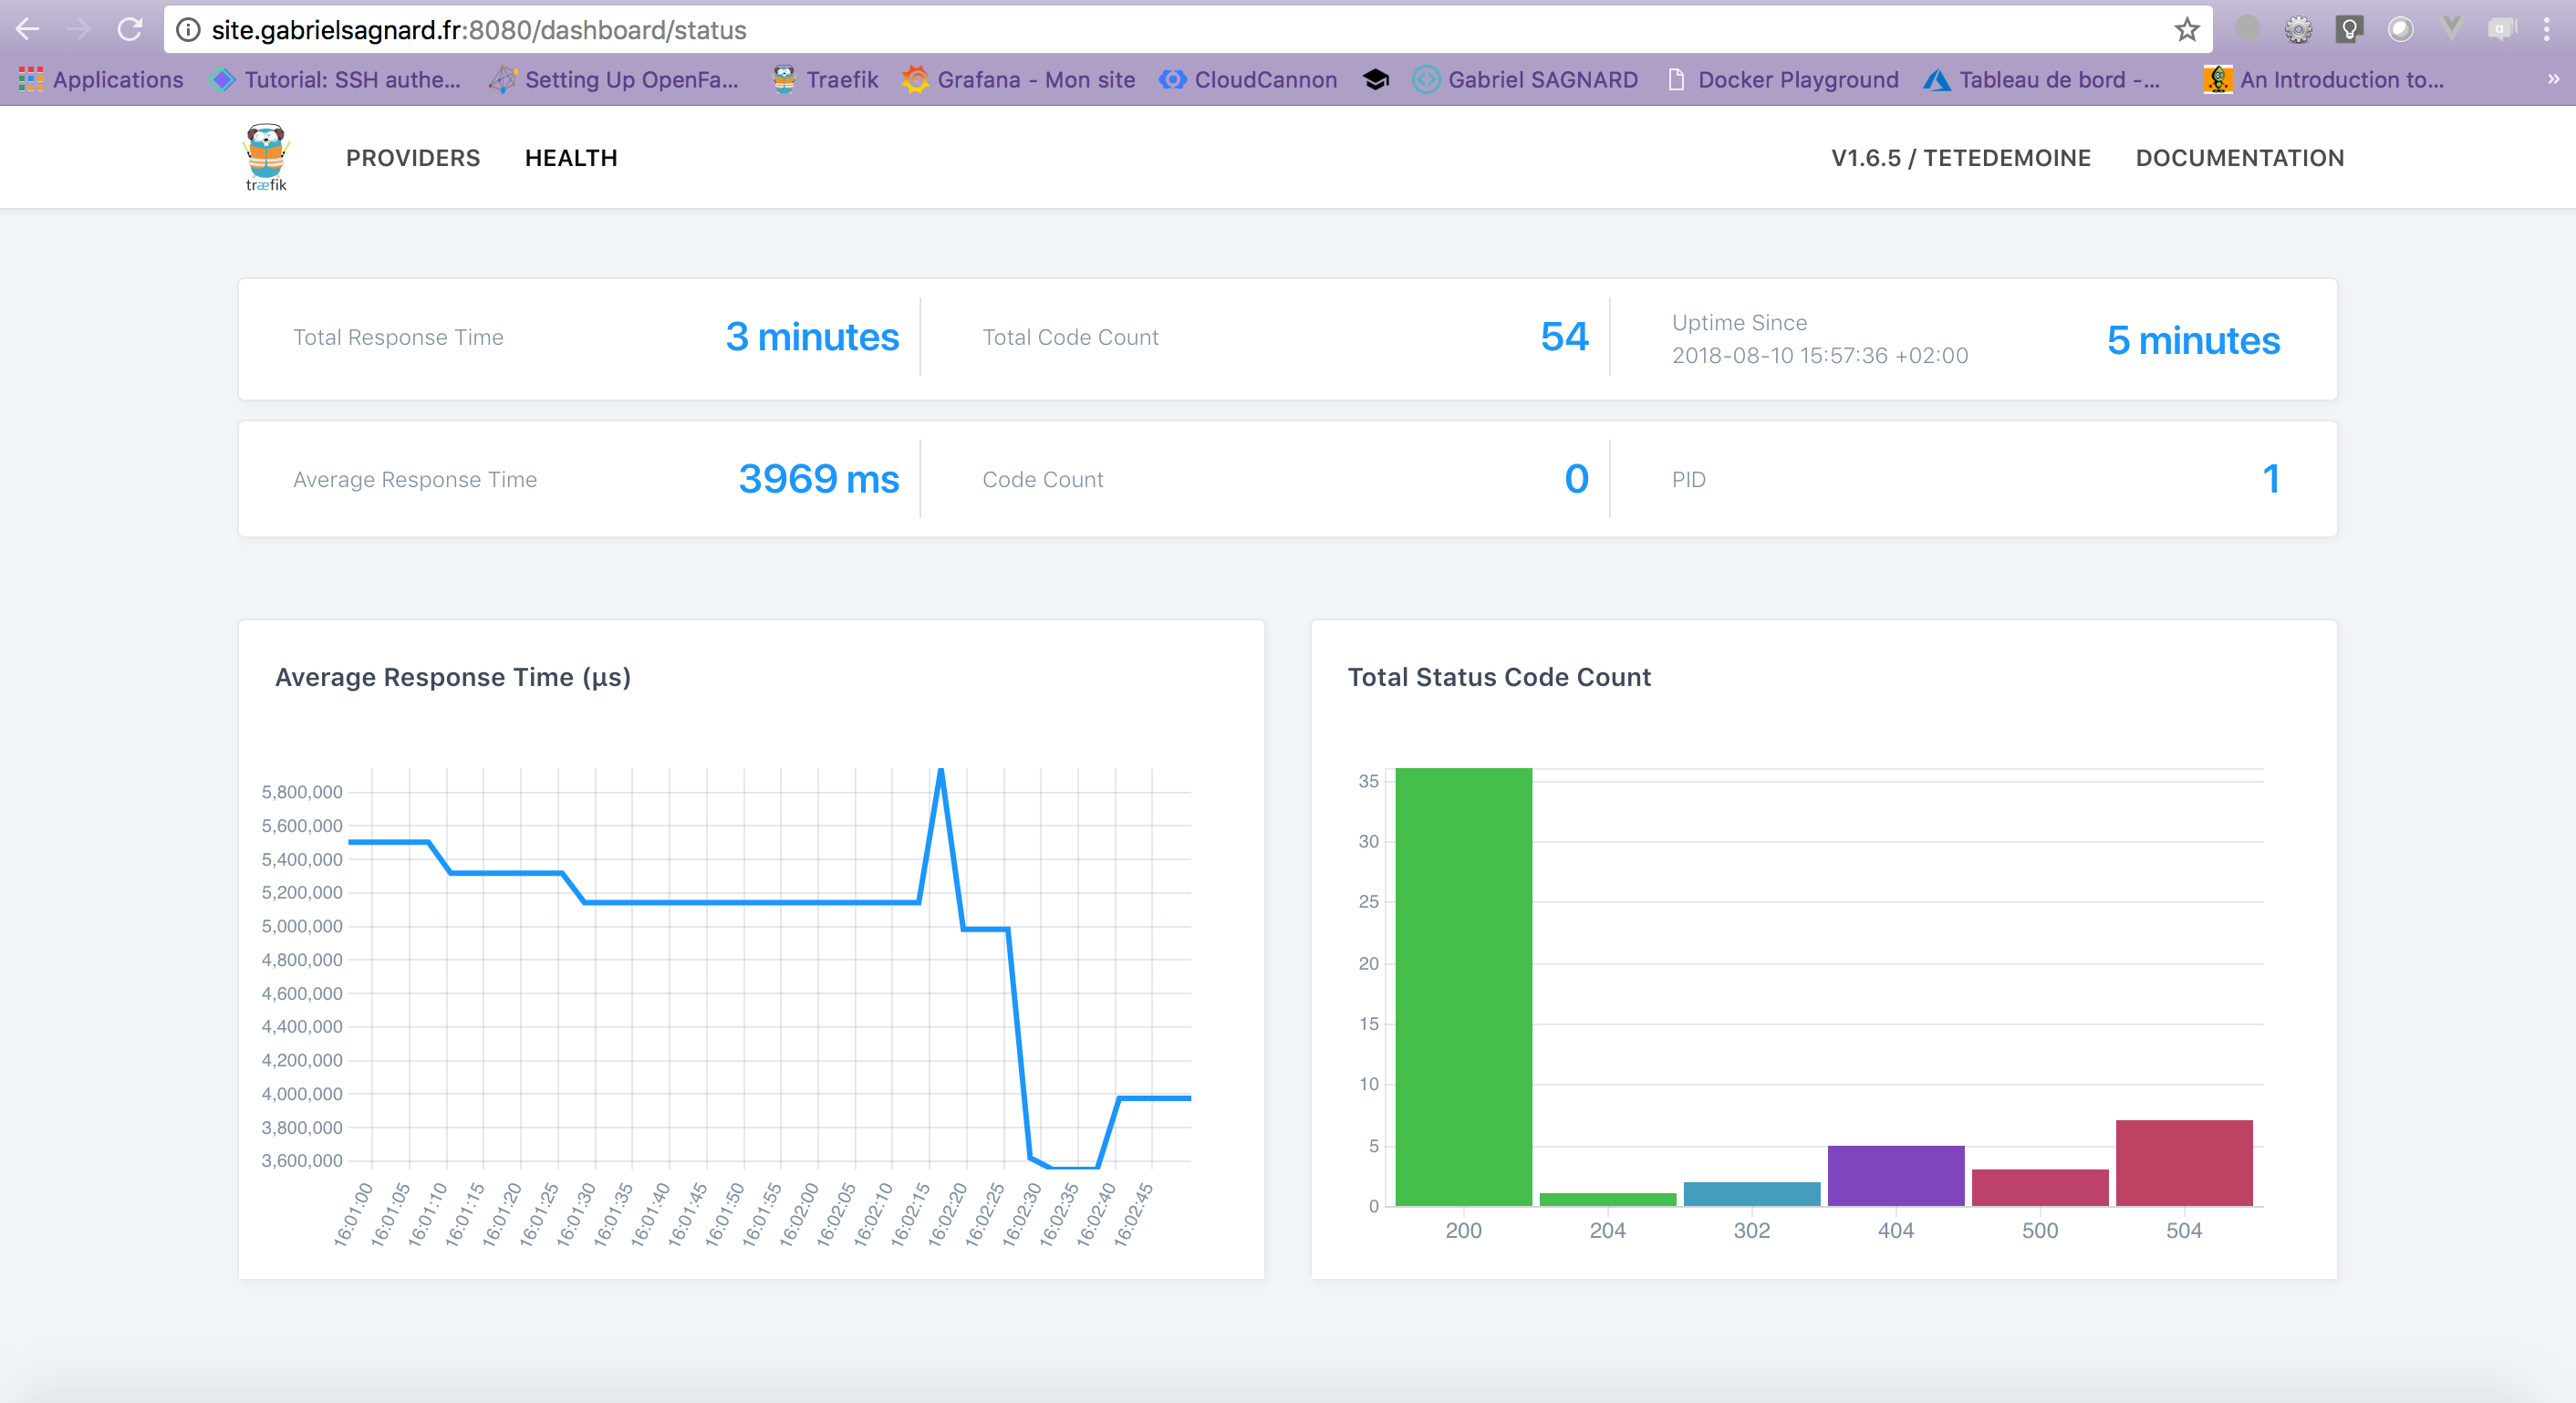 site.gabrielsagnard.fr:8080/dashboard/status
Applications Tutorial: SSH authe... Setting Up OpenFa... Traefik Grafana - Mon site CloudCannon Gabriel SAGNARD Docker Playground Tableau de bord -... An Introduction to... »
træfik PROVIDERS HEALTH V1.6.5 / TETEDEMOINE DOCUMENTATION
Total Response Time 3 minutes Total Code Count 54 Uptime Since
2018-08-10 15:57:36 +02:00 5 minutes
Average Response Time 3969 ms Code Count 0 PID 1
Average Response Time (µs)
5,800,000
5,600,000
5,400,000
5,200,000
5,000,000
4,800,000
4,600,000
4,400,000
4,200,000
4,000,000
3,800,000
3,600,000
16:01:00 16:01:05 16:01:10 16:01:15 16:01:20 16:01:25 16:01:30 16:01:35 16:01:40 16:01:45 16:01:50 16:01:55 16:02:00 16:02:05 16:02:10 16:02:15 16:02:20 16:02:25 16:02:30 16:02:35 16:02:40 16:02:45
Total Status Code Count
35
30
25
20
15
10
5
0
200 204 302 404 500 504